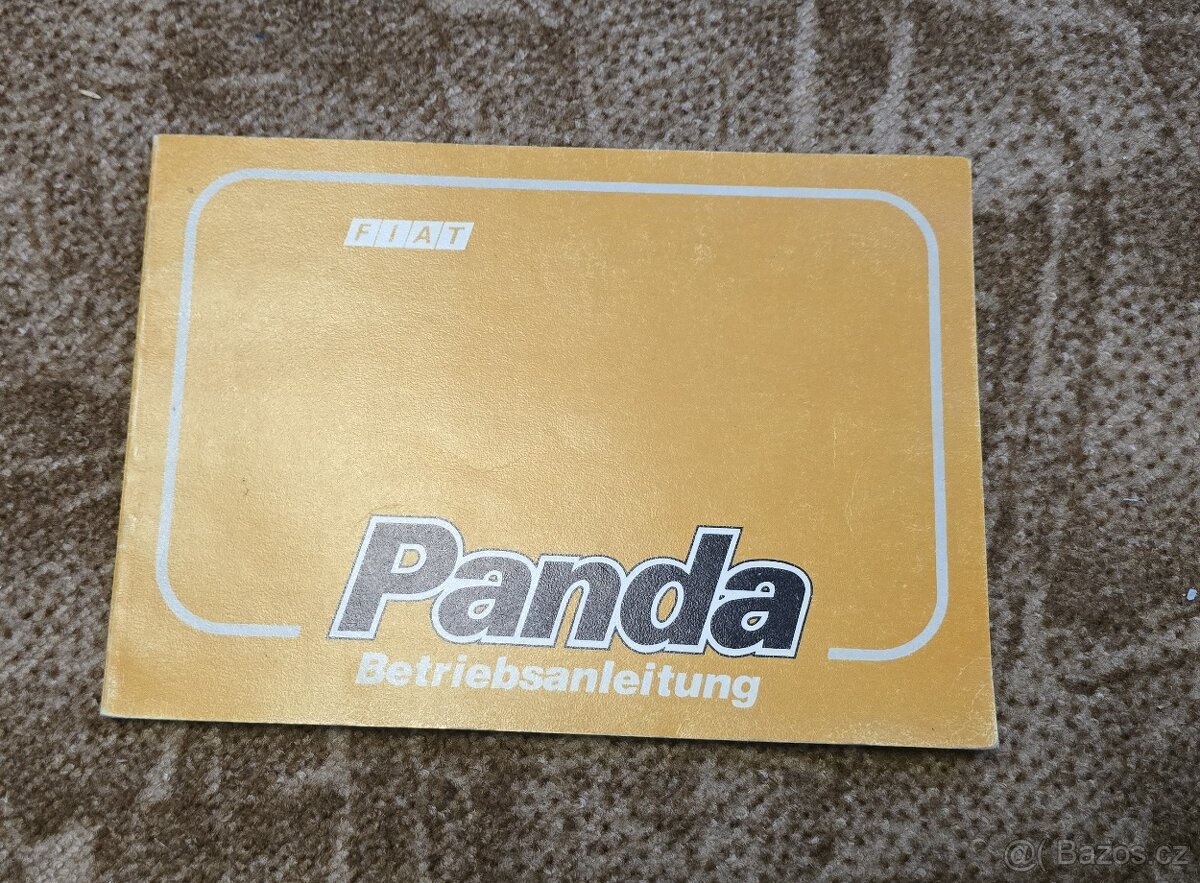 FIAT
Panda
Betriebsanleitung
@( Bazos.cz